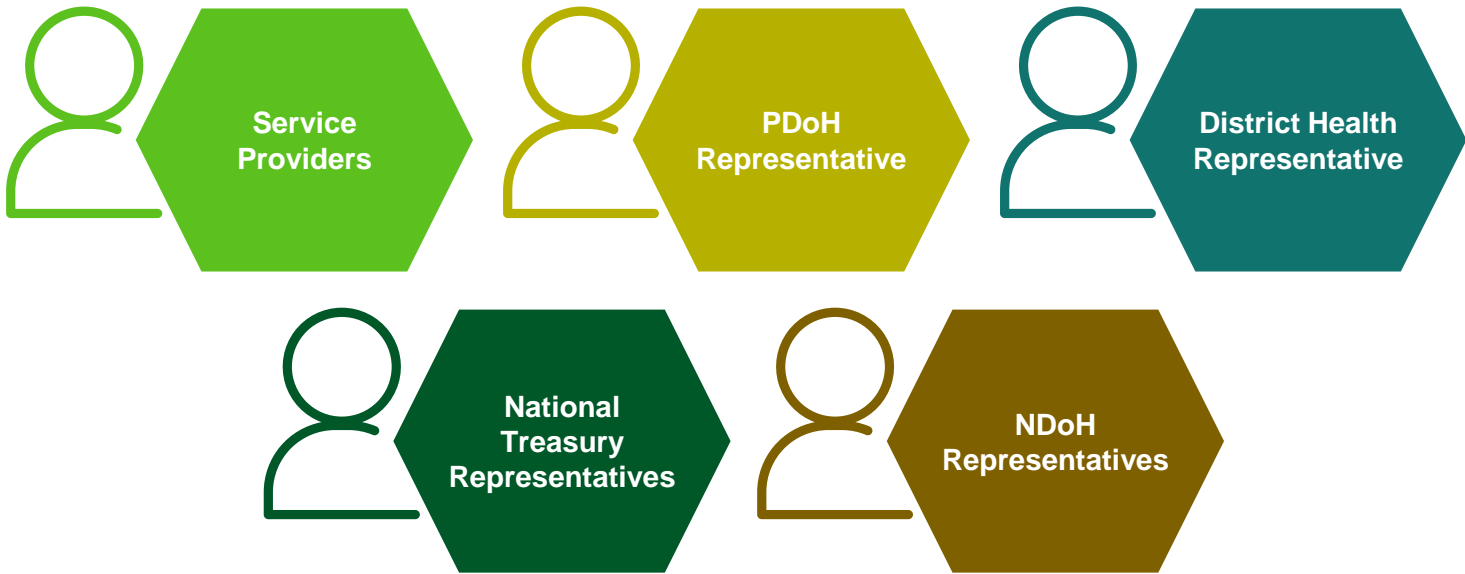 Service
Providers
PDoH
Representative
District Health
Representative
National
Treasury
Representatives
NDoH
Representatives